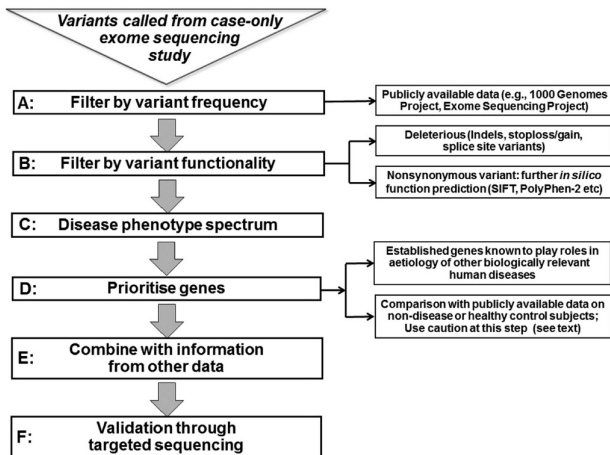 Variants called from case-only
exome sequencing
study
A: Filter by variant frequency
Publicly available data (e.g., 1000 Genomes
Project, Exome Sequencing Project)
Deleterious (Indels, stoploss/gain,
splice site variants)
B: Filter by variant functionality
Nonsynonymous variant: further in silico
function prediction (SIFT, PolyPhen-2 etc)
C: Disease phenotype spectrum
Established genes known to play roles in
aetiology of other biologically relevant
human diseases
D: Prioritise genes
Comparison with publicly available data on
non-disease or healthy control subjects;
Use caution at this step (see text)
E: Combine with information
from other data
F: Validation through
targeted sequencing